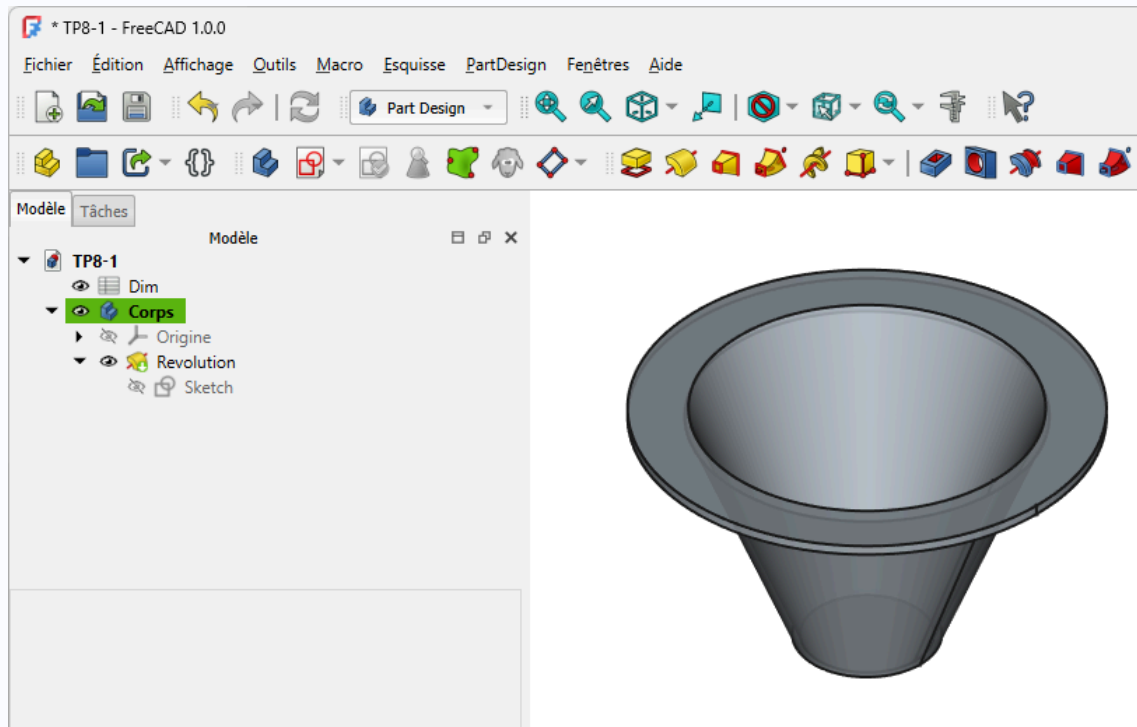 * TP8-1 - FreeCAD 1.0.0
Fichier Édition Affichage Outils Macro Esquisse PartDesign Fenêtres Aide
Part Design
Modèle Tâches
Modèle
TP8-1
Dim
Corps
Origine
Revolution
Sketch